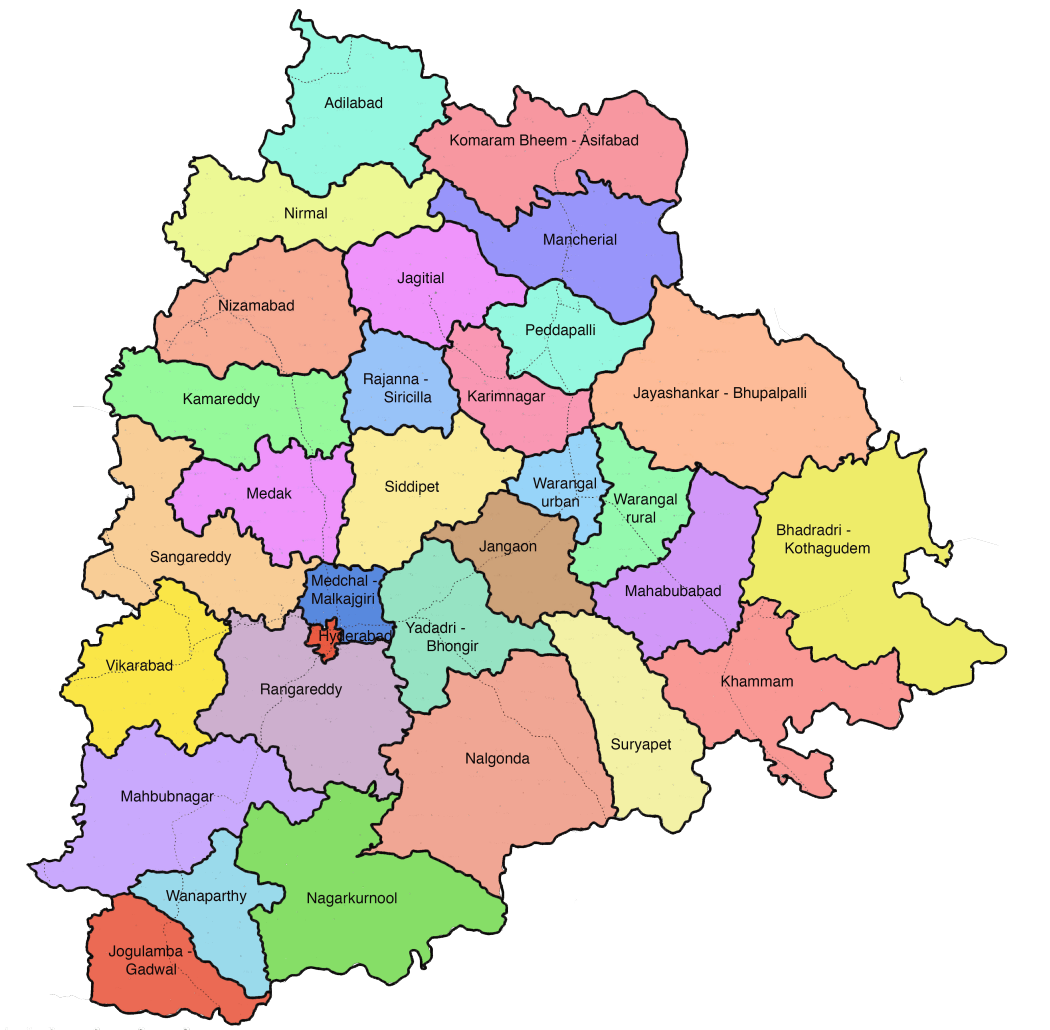 Adilabad
Komaram Bheem - Asifabad
Nirmal
Mancherial
Jagitial
Nizamabad
Peddapalli
Rajanna -
Siricilla
Kamareddy
Karimnagar
Jayashankar - Bhupalpalli
Siddipet
Medak
Warangal
urban
Warangal
rural
Bhadradri -
Kothagudem
Jangaon
Sangareddy
Medchal -
Malkajgiri
Mahabubabad
Hyderabad
Yadadri -
Bhongir
Vikarabad
Rangareddy
Khammam
Suryapet
Nalgonda
Mahbubnagar
Wanaparthy
Nagarkurnool
Jogulamba -
Gadwal